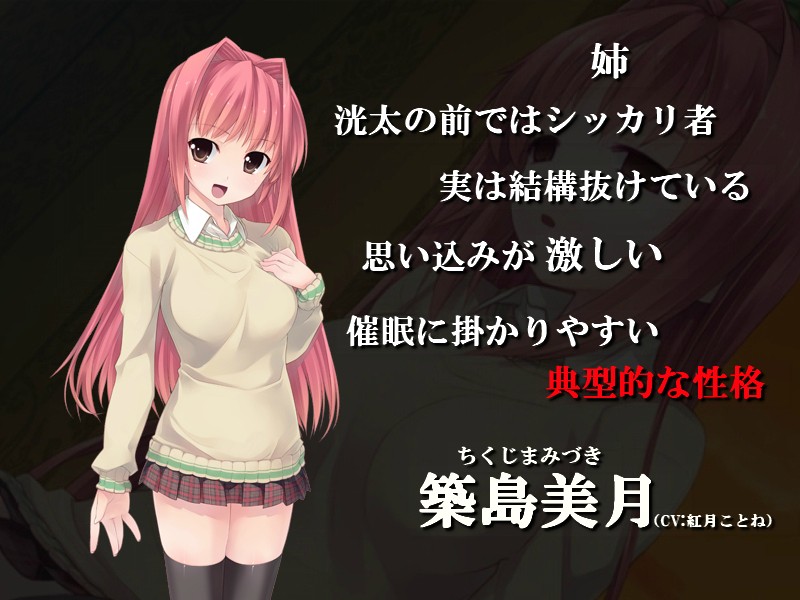 姉
洸太の前ではシッカリ者
実は結構抜けている
思い込みが激しい
催眠に掛かりやすい
典型的な性格
ちくじまみづき
築島美月(CV:紅月ことね)